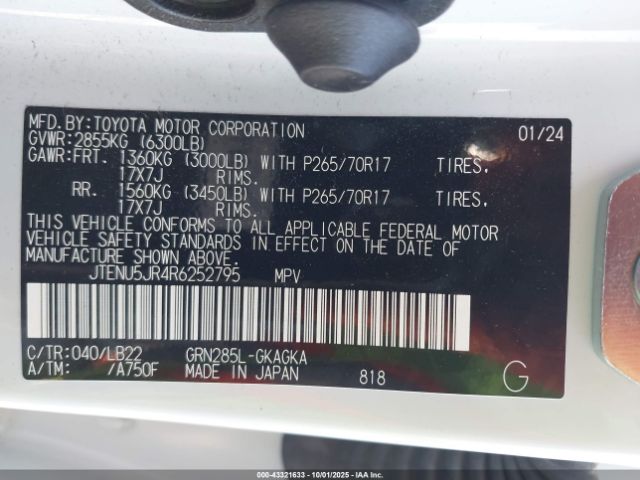 MFD.BY:TOYOTA MOTOR CORPORATION 01/24
GVWR:2855KG (6300LB)
GAWR:FRT. 1360KG (3000LB) WITH P265/70R17 TIRES,
17X7J RIMS.
RR. 1560KG (3450LB) WITH P265/70R17 TIRES,
17X7J RIMS.
THIS VEHICLE CONFORMS TO ALL APPLICABLE FEDERAL MOTOR
VEHICLE SAFETY STANDARDS IN EFFECT ON THE DATE OF
MANUFACTURE SHOWN ABOVE.
JTENU5JR4R6252795 MPV
C/TR:040/LB22 GRN285L-GKAGKA
A/TM: /A750F MADE IN JAPAN 818 G
000-43321633 - 10/01/2025 - IAA Inc.